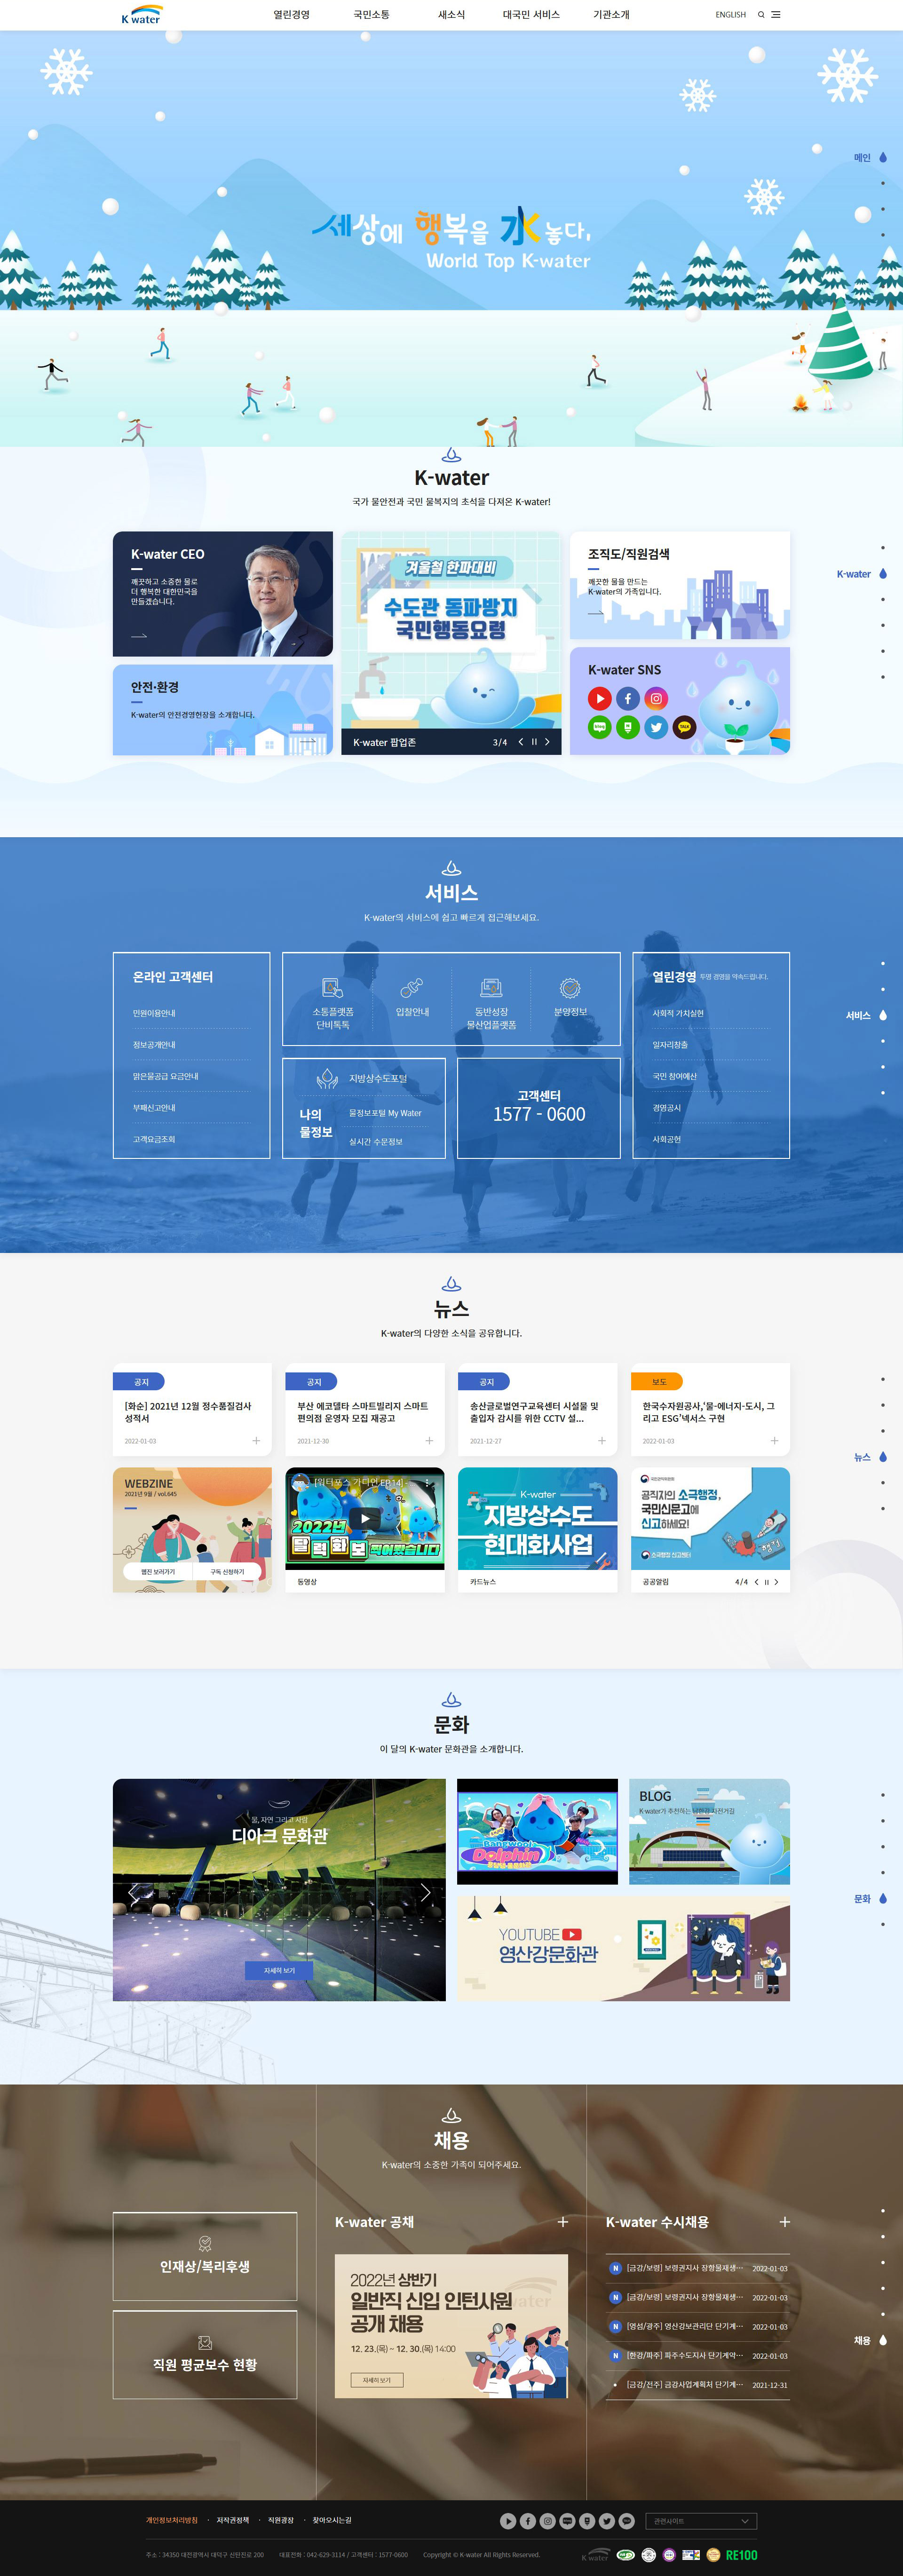 K water
열린경영
국민소통
새소식
대국민 서비스
기관소개
ENGLISH
메인
세상에 행복을 水놓다,
World Top K-water
K-water
국가 물안전과 국민 물복지의 초석을 다져온 K-water!
K-water CEO
깨끗하고 소중한 물로
더 행복한 대한민국을
만들겠습니다.
안전·환경
K-water의 안전경영헌장을 소개합니다.
겨울철 한파대비
수도관 동파방지
국민행동요령
K-water 팝업존
3/4
조직도/직원검색
깨끗한 물을 만드는
K-water의 가족입니다.
K-water SNS
TALK
K-water
서비스
K-water의 서비스에 쉽고 빠르게 접근해보세요.
온라인 고객센터
민원이용안내
정보공개안내
맑은물공급 요금안내
부패신고안내
고객요금조회
소통플랫폼
단비톡톡
입찰안내
동반성장
물산업플랫폼
분양정보
나의
물정보
지방상수도포털
물정보포털 My Water
실시간 수문정보
고객센터
1577 - 0600
열린경영 투명 경영을 약속드립니다.
사회적 가치실현
일자리창출
국민 참여예산
경영공시
사회공헌
서비스
뉴스
K-water의 다양한 소식을 공유합니다.
공지
[화순] 2021년 12월 정수품질검사
성적서
2022-01-03
공지
부산 에코델타 스마트빌리지 스마트
편의점 운영자 모집 재공고
2021-12-30
공지
송산글로벌연구교육센터 시설물 및
출입자 감시를 위한 CCTV 설...
2021-12-27
보도
한국수자원공사,‘물-에너지-도시, 그
리고 ESG’넥서스 구현
2022-01-03
뉴스
WEBZINE
2021년 9월 / vol.645
웹진 보러가기
구독 신청하기
[워터포스 가디언 EP.14]
2022년
달력화보 찍어봤습니다
동영상
K-water
지방상수도
현대화사업
카드뉴스
공직자의 소극행정,
국민신문고에
신고하세요!
소극행정 신고센터
공공알림
4/4
문화
이 달의 K-water 문화관을 소개합니다.
물, 자연 그리고 사람
디아크 문화관
자세히 보기
Dolphin
BLOG
YOUTUBE
영산강문화관
문화
채용
K-water의 소중한 가족이 되어주세요.
인재상/복리후생
직원 평균보수 현황
K-water 공채
2022년 상반기
일반직 신입 인턴사원
공개 채용
12. 23.(목) ~ 12. 30.(목) 14:00
자세히 보기
K-water 수시채용
N [금강/보령] 보령권지사 장항물재생… 2022-01-03
N [금강/보령] 보령권지사 장항물재생… 2022-01-03
N [영섬/광주] 영산강보관리단 단기계… 2022-01-03
N [한강/파주] 파주수도지사 단기계약… 2022-01-03
[금강/전주] 금강사업계획처 단기계… 2021-12-31
채용
개인정보처리방침
저작권정책
직원광장
찾아오시는길
관련사이트
주소 : 34350 대전광역시 대덕구 신탄진로 200
대표전화 : 042-629-3114 / 고객센터 : 1577-0600
Copyright © K-water All Rights Reserved.
K water
RE100